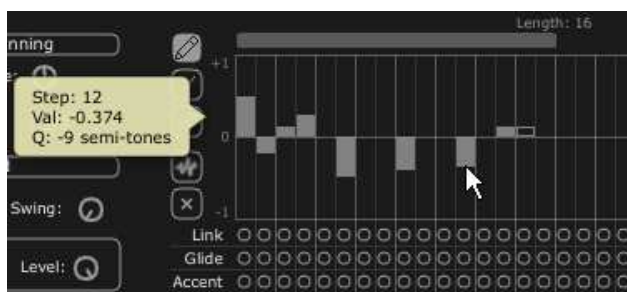 Length: 16
nning
+1
Step: 12
Val: -0.374
Q: -9 semi-tones
0
Swing:
-1
Link
Glide
Level:
Accent